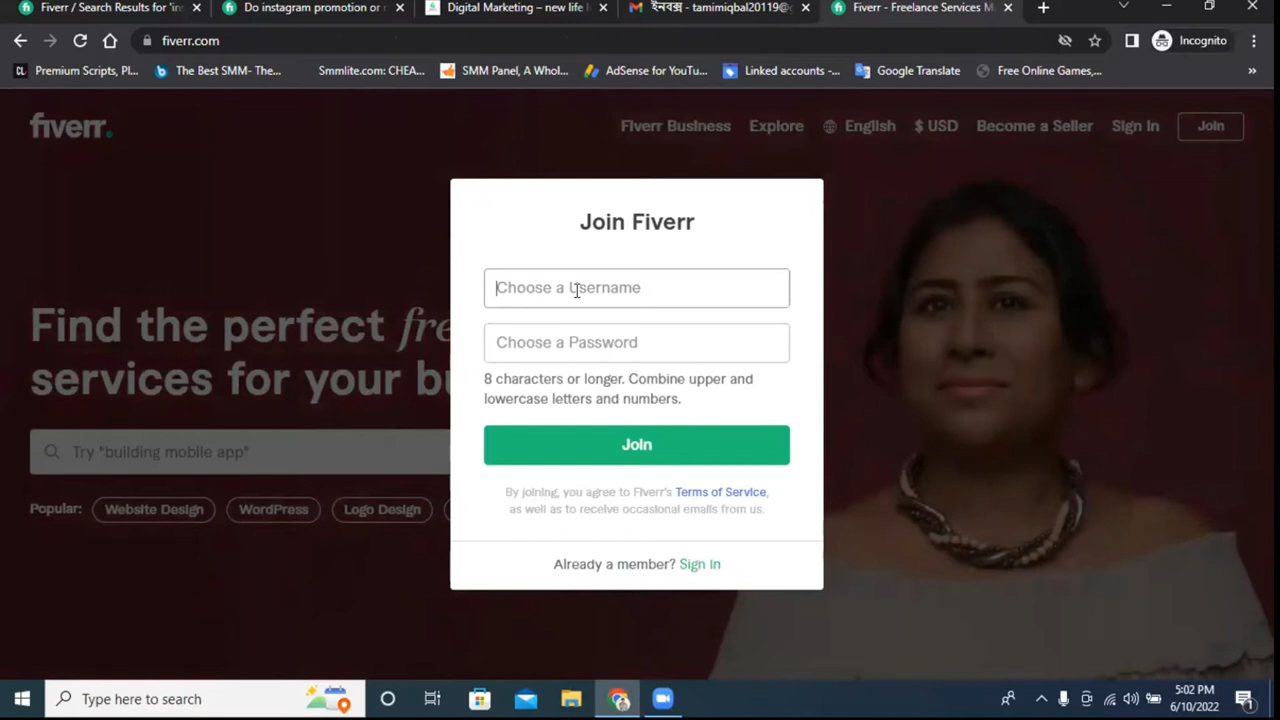 Fiverr / Search Results for 'in
Do instagram promotion or
Digital Marketing – new life
ইনবক্স - tamimiqbal20119@
Fiverr - Freelance Services M
fiverr.com
Incognito
Premium Scripts, Pl...
The Best SMM- The...
Smmlite.com: CHEA...
SMM Panel, A Whol...
AdSense for YouTu...
Linked accounts -...
Google Translate
Free Online Games,...
fiverr.
Fiverr Business
Explore
English
$ USD
Become a Seller
Sign In
Join
Join Fiverr
Choose a Username
Choose a Password
8 characters or longer. Combine upper and
lowercase letters and numbers.
Join
By joining, you agree to Fiverr's Terms of Service,
as well as to receive occasional emails from us.
Already a member? Sign In
Find the perfect fre
services for your bu
Try "building mobile app"
Popular:
Website Design
WordPress
Logo Design
Type here to search
5:02 PM
6/10/2022